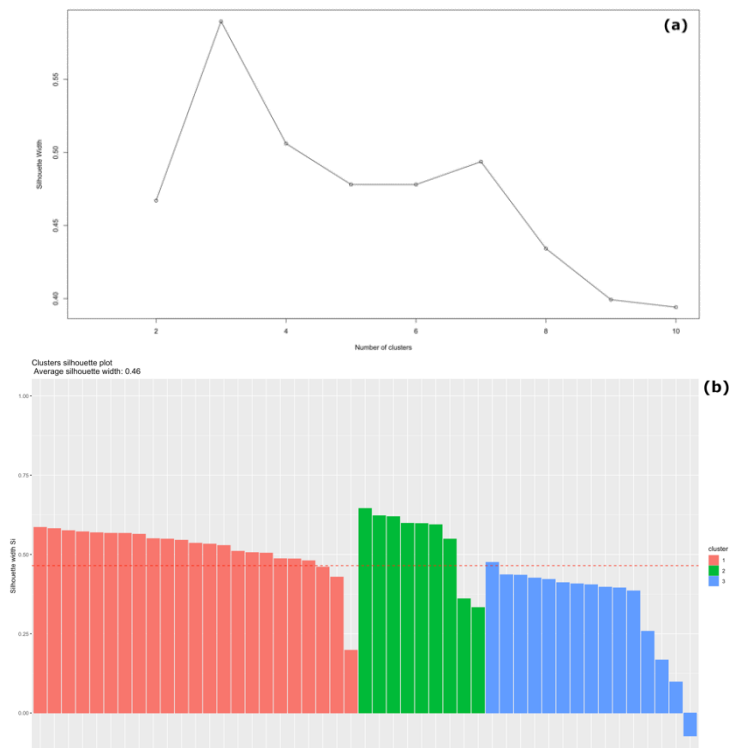 (a)
0.55
0.50
0.45
0.40
Silhouette Width
2 4 6 8 10
Number of clusters
Clusters silhouette plot
Average silhouette width: 0.46
(b)
1.00
0.75
0.50
0.25
0.00
Silhouette width Si
cluster
1
2
3